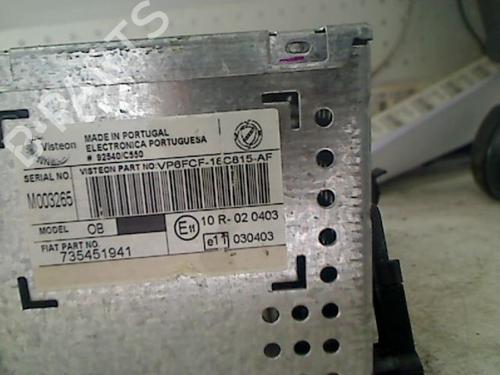 Visteon
MADE IN PORTUGAL
ELECTRONICA PORTUGUESA
# 92540/C550
SERIAL NO
VISTEON PART NO: VP6FCF-18C815-AF
M003265
MODEL OB
E11 10 R- 02 0403
FIAT PART NO.
735451941
e11 030403